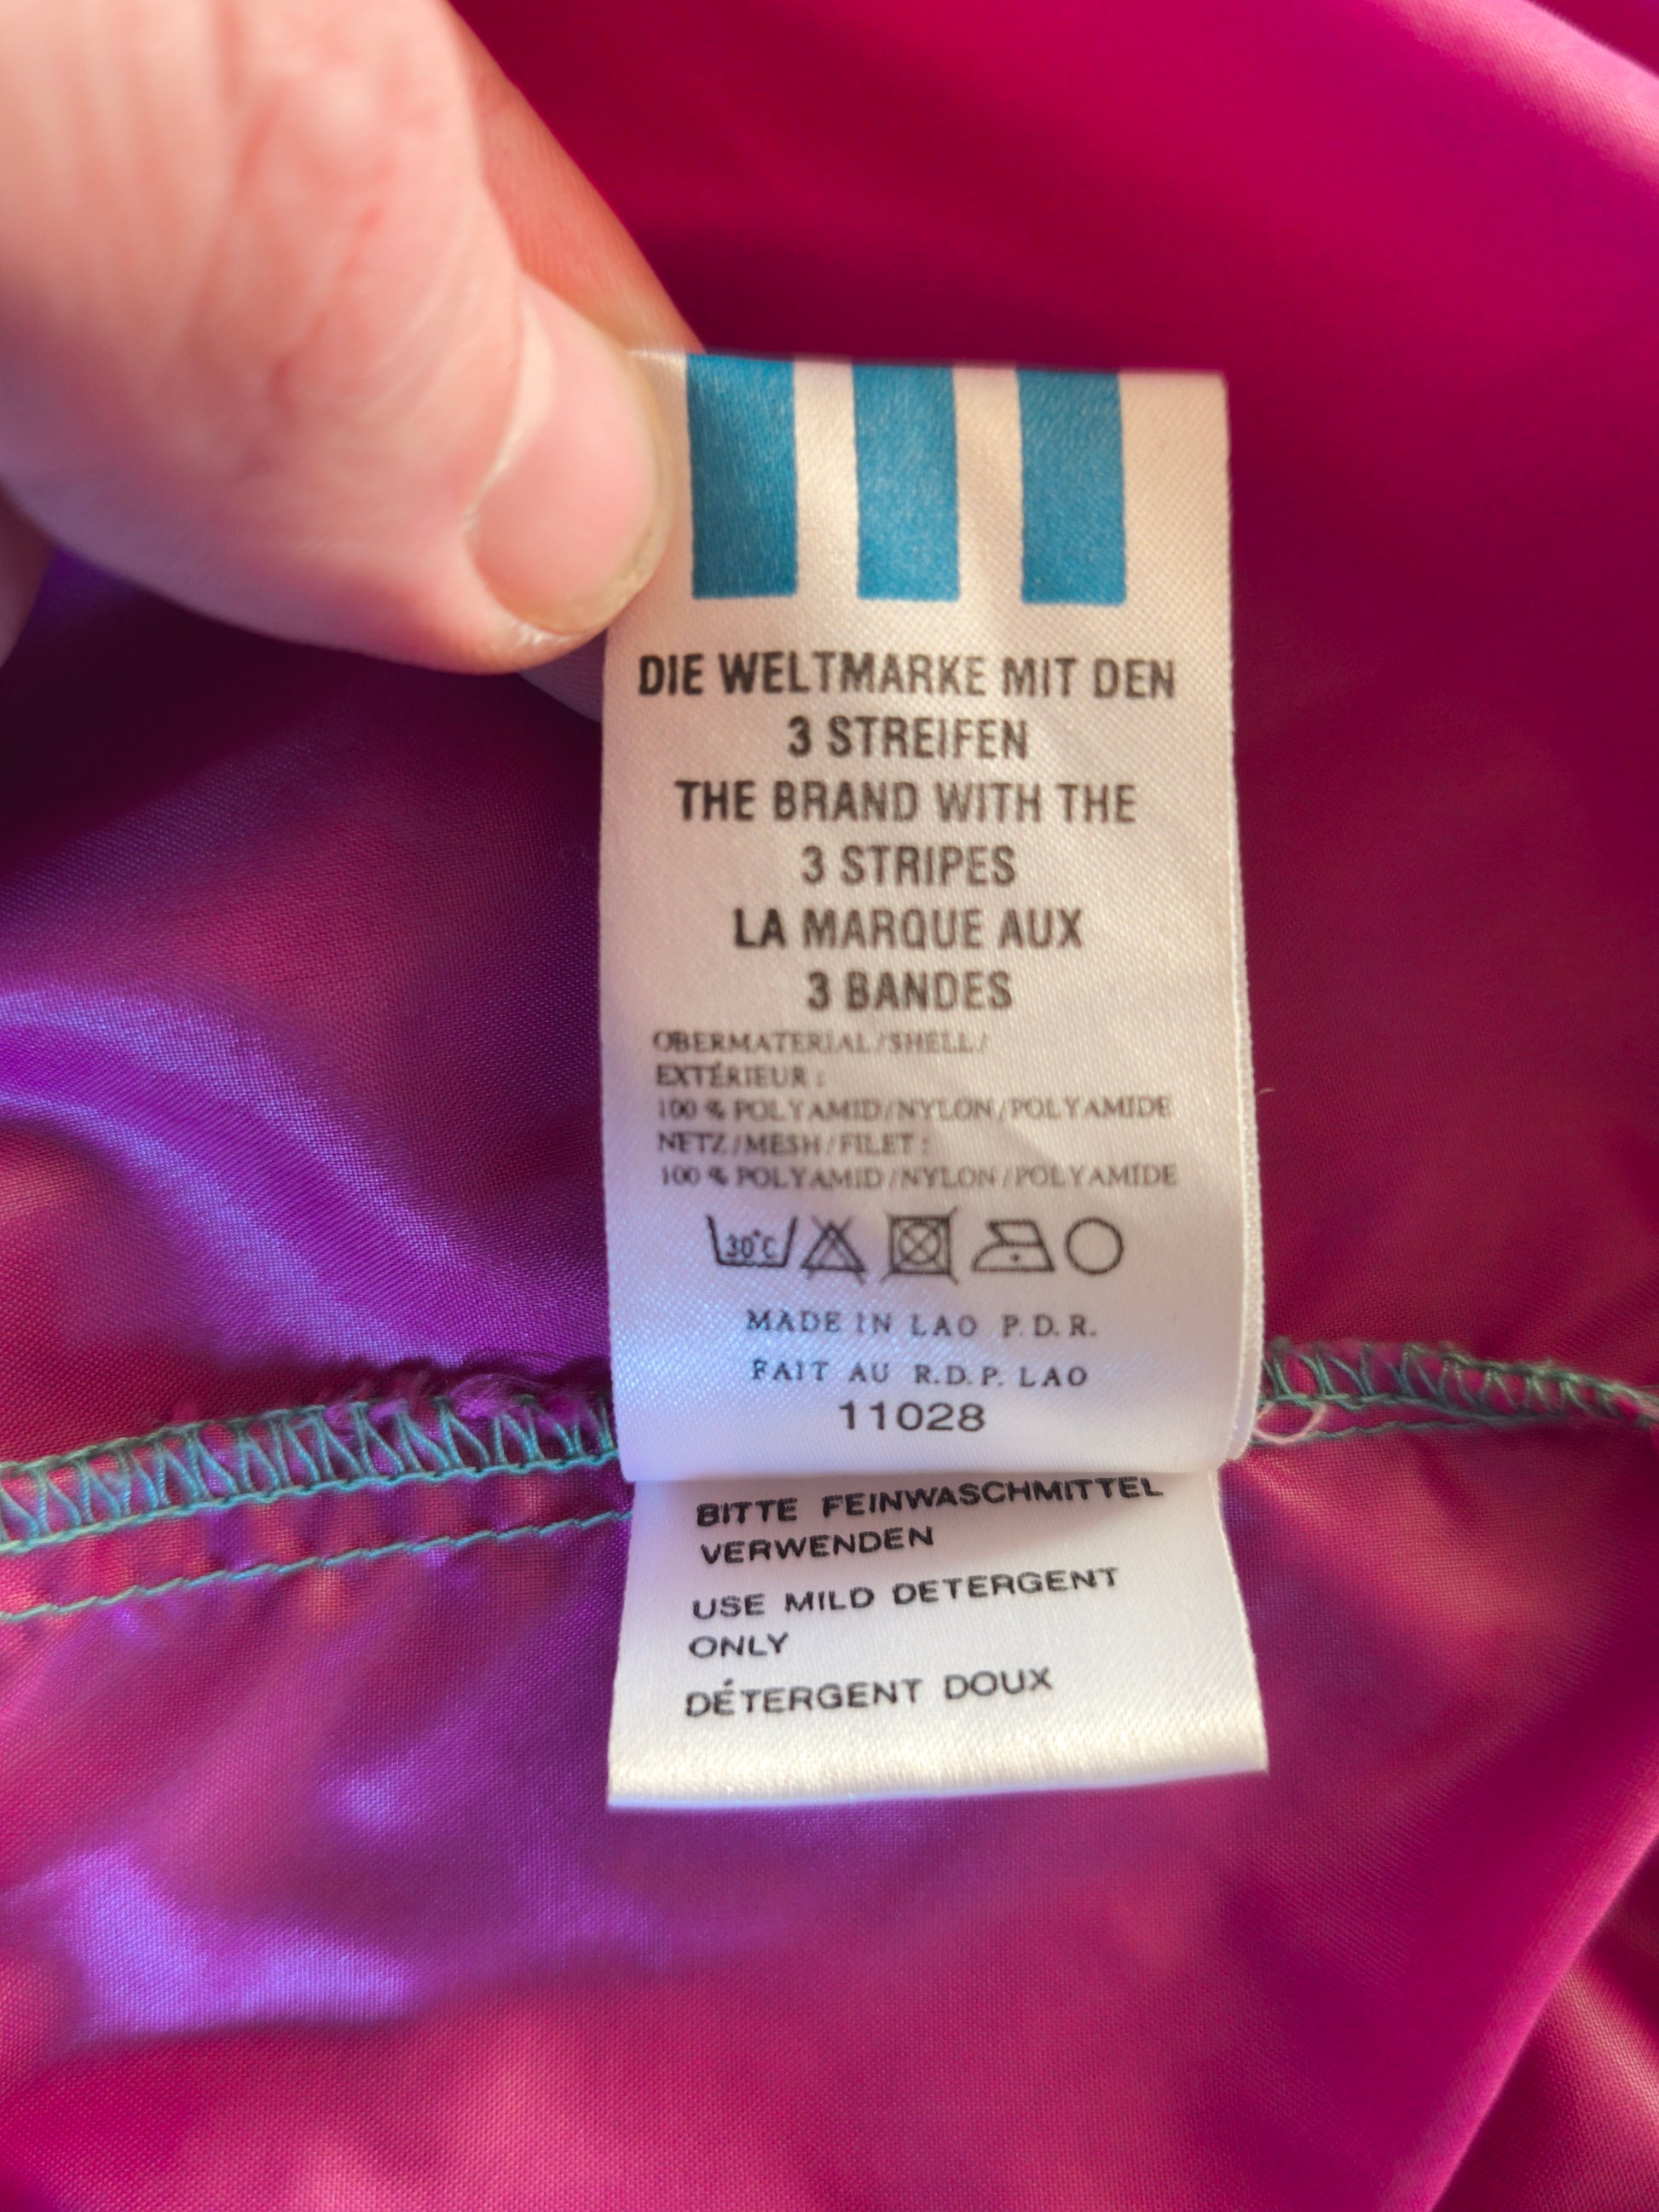 DIE WELTMARKE MIT DEN
3 STREIFEN
THE BRAND WITH THE
3 STRIPES
LA MARQUE AUX
3 BANDES
OBERMATERIAL/SHELL/
EXTÉRIEUR :
100 % POLYAMID/NYLON/POLYAMIDE
NETZ/MESH/FILET :
100 % POLYAMID/NYLON/POLYAMIDE
30°C
MADE IN LAO P.D.R.
FAIT AU R.D.P. LAO
11028
BITTE FEINWASCHMITTEL
VERWENDEN
USE MILD DETERGENT
ONLY
DÉTERGENT DOUX